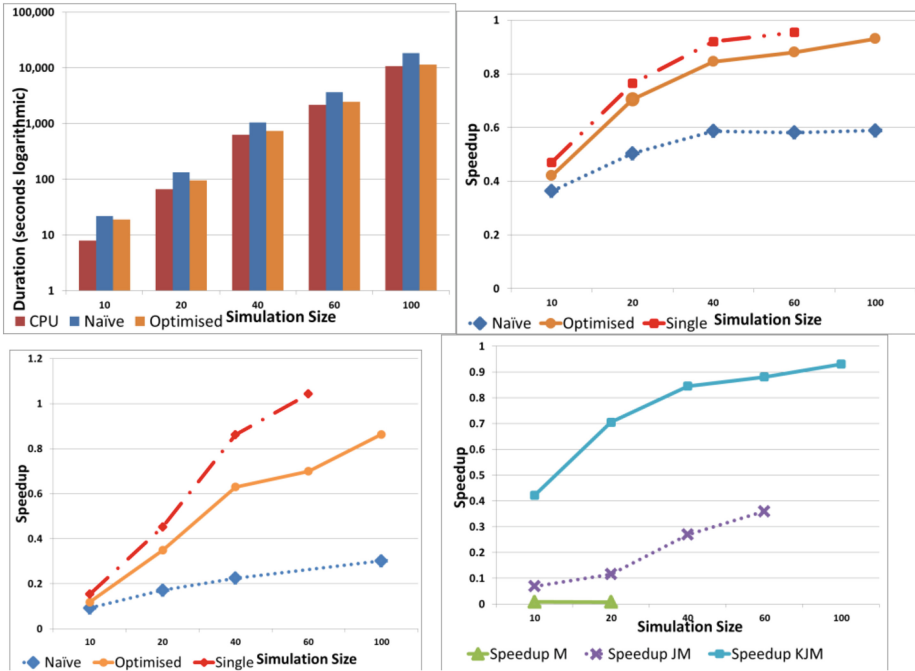 100,000
10,000
1,000
100
10
1
Duration (seconds logarithmic)
10 20 40 60 100
Simulation Size
CPU Naïve Optimised
1
0.8
0.6
0.4
0.2
0
Speedup
10 20 40 60 100
Simulation Size
Naïve Optimised Single
1.2
1
0.8
0.6
0.4
0.2
0
Speedup
10 20 40 60 100
Simulation Size
Naïve Optimised Single
1
0.9
0.8
0.7
0.6
0.5
0.4
0.3
0.2
0.1
0
Speedup
10 20 40 60 100
Simulation Size
Speedup M Speedup JM Speedup KJM